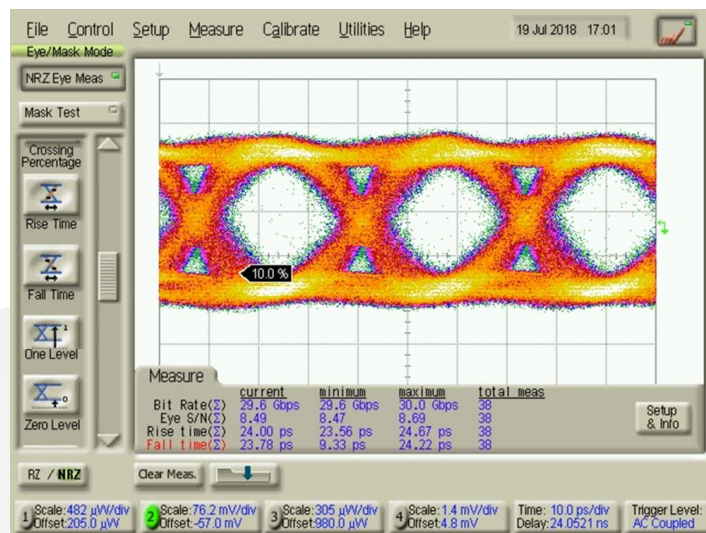 File Control Setup Measure Calibrate Utilities Help 19 Jul 2018 17:01
Eye/Mask Mode
NRZ Eye Meas
Mask Test
Crossing
Percentage
Rise Time
Fall Time
One Level
Zero Level
10.0 %
Measure
current minimum maximum total meas
Bit Rate(Σ) 29.6 Gbps 29.6 Gbps 30.0 Gbps 38
Eye S/N(Σ) 8.49 8.47 8.69 38
Rise time(Σ) 24.00 ps 23.56 ps 24.67 ps 38
Fall time(Σ) 23.78 ps 9.33 ps 24.22 ps 38
Setup
& Info
RZ / NRZ
Clear Meas.
1 Scale:482 µW/div 2 Scale:76.2 mV/div 3 Scale:305 µW/div 4 Scale:1.4 mV/div Time: 10.0 ps/div Trigger Level:
Offset:205.0 µW Offset:-57.0 mV Offset:980.0 µW Offset:4.8 mV Delay:24.0521 ns AC Coupled